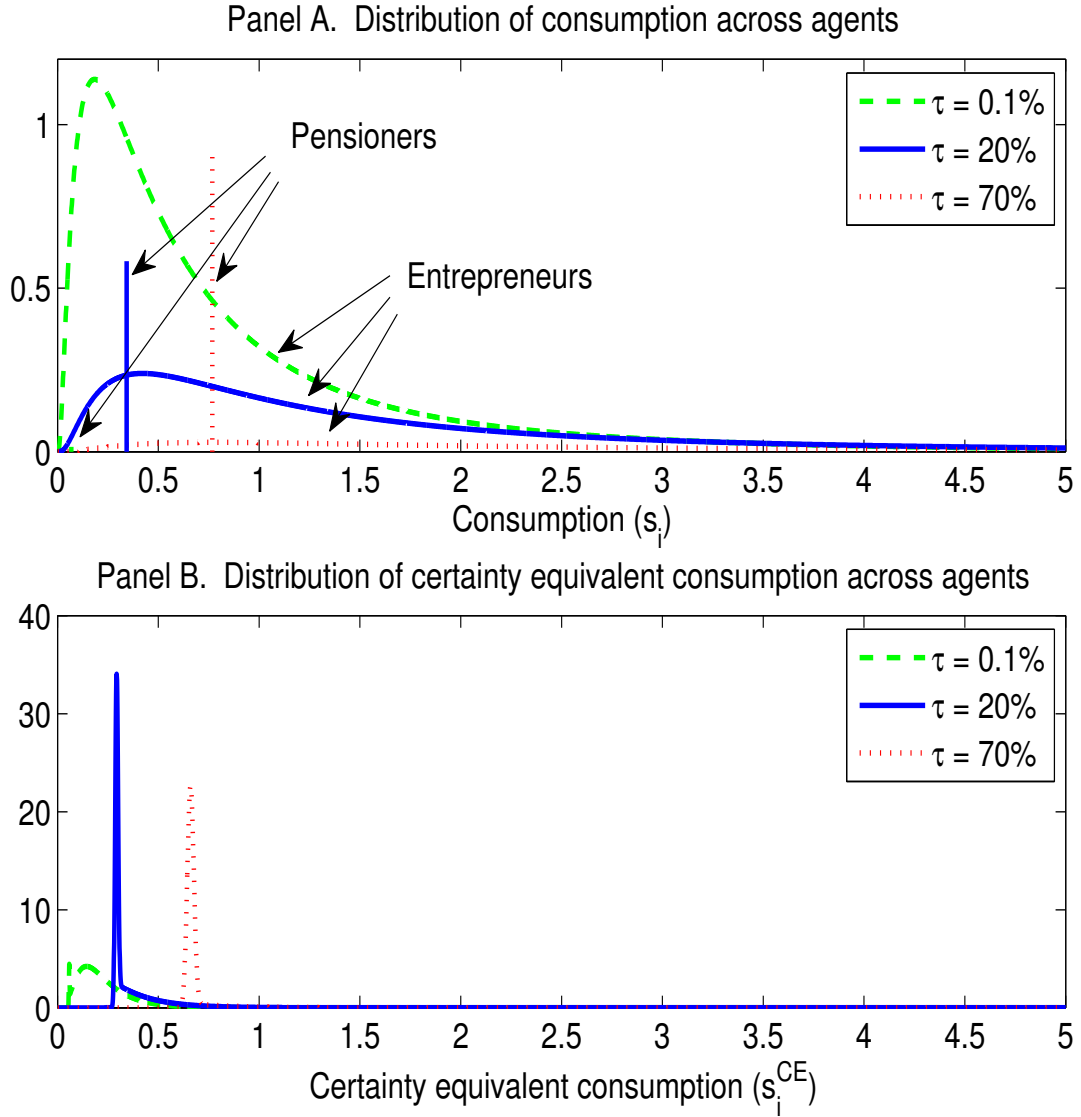 Panel A.  Distribution of consumption across agents
τ = 0.1%
τ = 20%
τ = 70%
Pensioners
Entrepreneurs
1
0.5
0
0 0.5 1 1.5 2 2.5 3 3.5 4 4.5 5
Consumption (s_i)
Panel B.  Distribution of certainty equivalent consumption across agents
τ = 0.1%
τ = 20%
τ = 70%
40
30
20
10
0
0 0.5 1 1.5 2 2.5 3 3.5 4 4.5 5
Certainty equivalent consumption (s_i^CE)